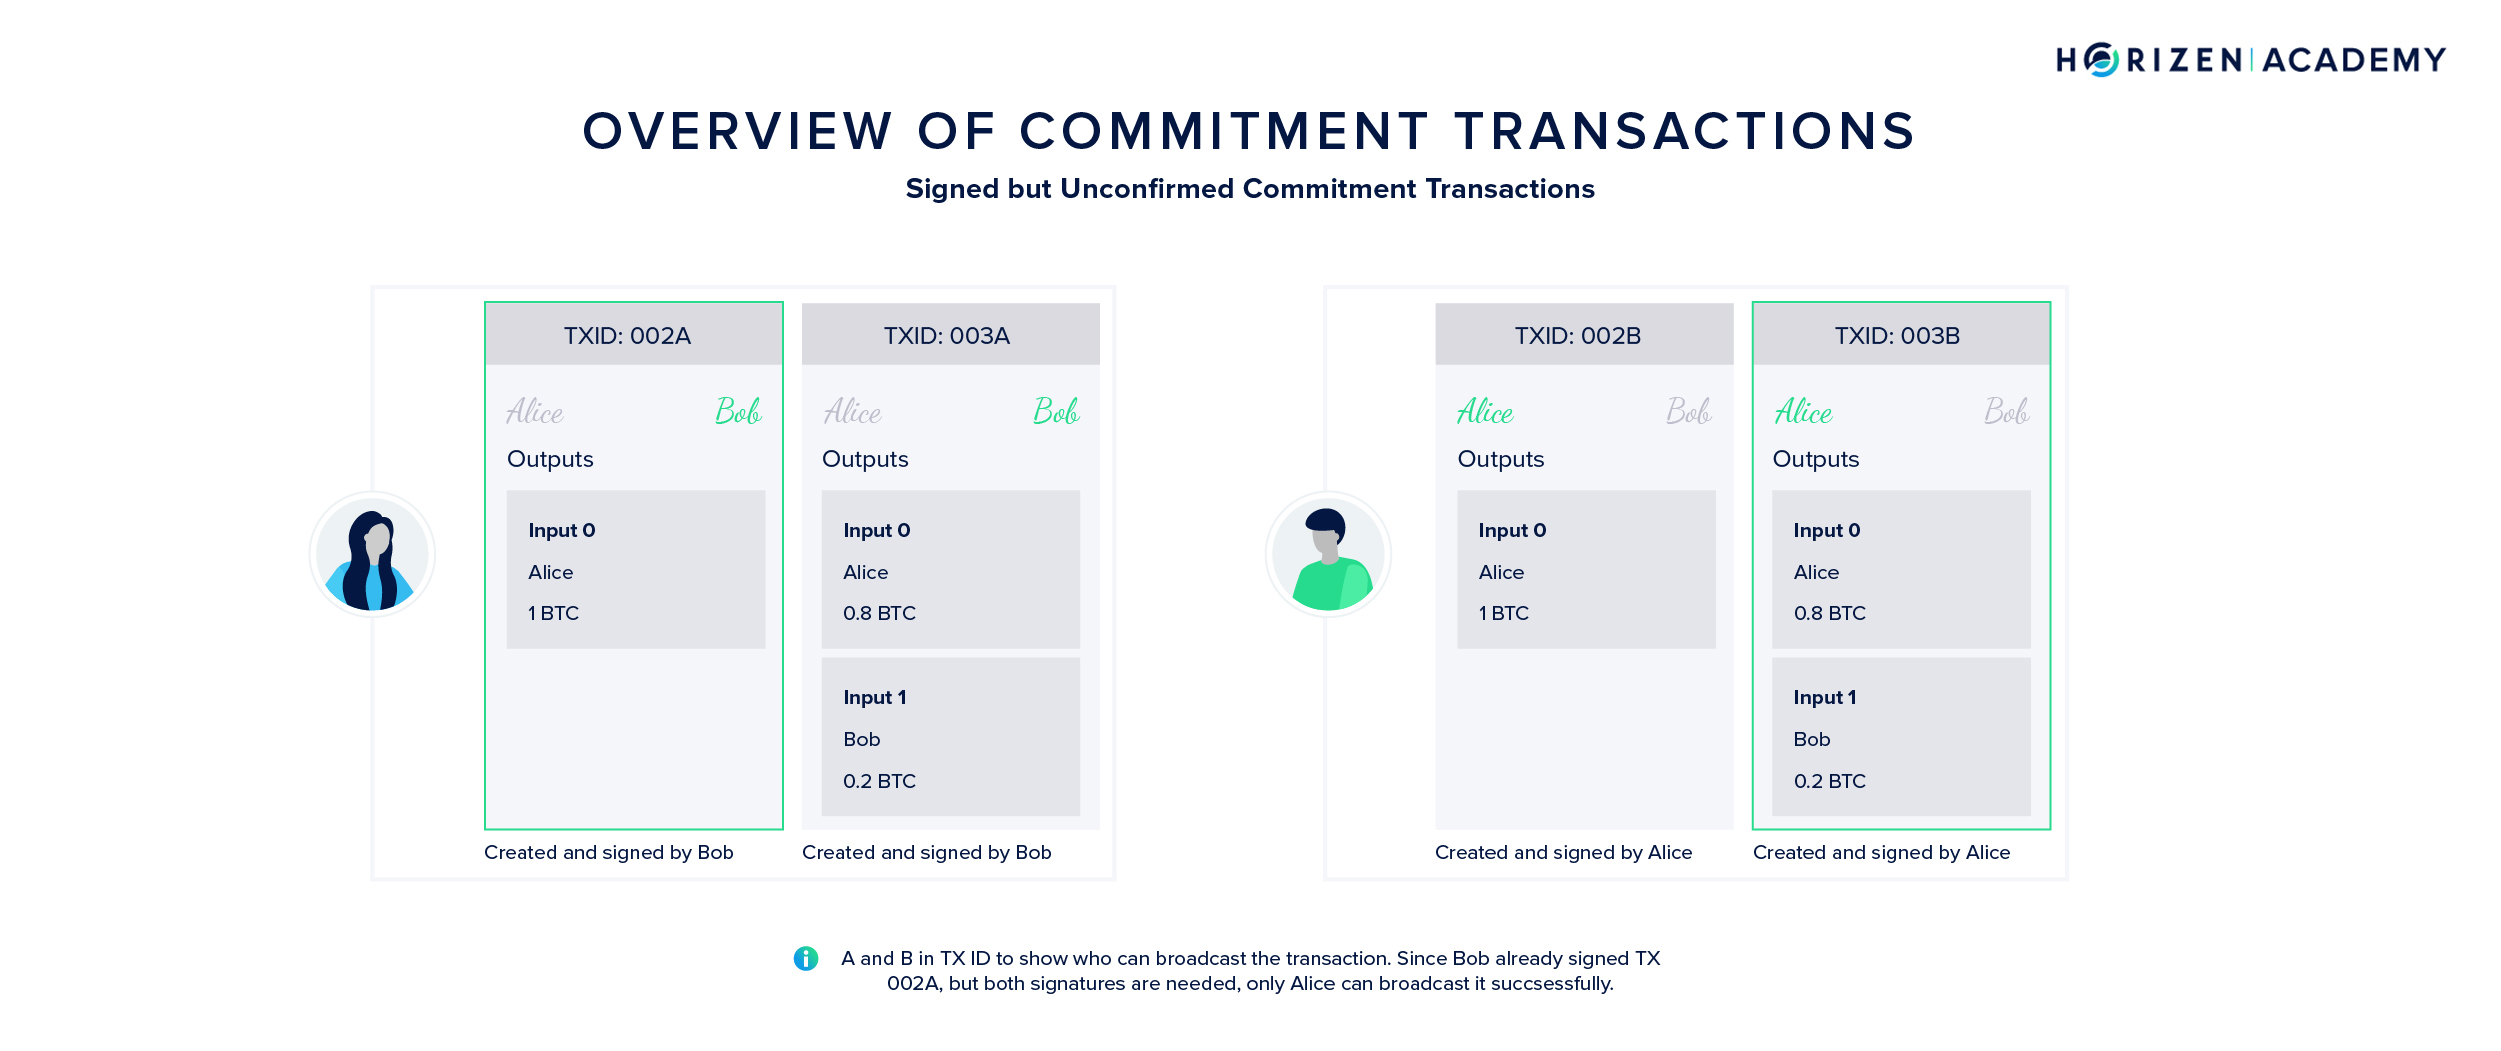 HORIZEN | ACADEMY
OVERVIEW OF COMMITMENT TRANSACTIONS
Signed but Unconfirmed Commitment Transactions
TXID: 002A
Alice Bob
Outputs
Input 0
Alice
1 BTC
Created and signed by Bob
TXID: 003A
Alice Bob
Outputs
Input 0
Alice
0.8 BTC
Input 1
Bob
0.2 BTC
Created and signed by Bob
TXID: 002B
Alice Bob
Outputs
Input 0
Alice
1 BTC
Created and signed by Alice
TXID: 003B
Alice Bob
Outputs
Input 0
Alice
0.8 BTC
Input 1
Bob
0.2 BTC
Created and signed by Alice
i
A and B in TX ID to show who can broadcast the transaction. Since Bob already signed TX
002A, but both signatures are needed, only Alice can broadcast it succsessfully.